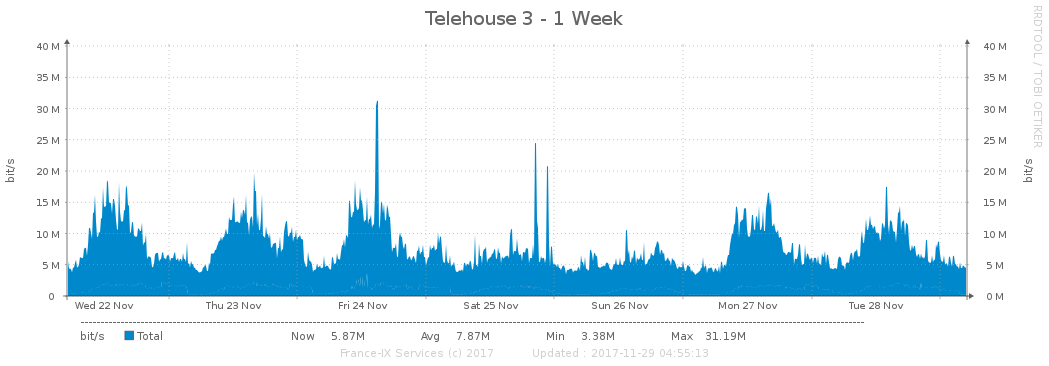 Telehouse 3 - 1 Week
RRDTOOL / TOBI OETIKER
bit/s
40 M 40 M
35 M 35 M
30 M 30 M
25 M 25 M
20 M 20 M
15 M 15 M
10 M 10 M
5 M 5 M
0 0 M
bit/s
Wed 22 Nov Thu 23 Nov Fri 24 Nov Sat 25 Nov Sun 26 Nov Mon 27 Nov Tue 28 Nov
bit/s Total Now 5.87M Avg 7.87M Min 3.38M Max 31.19M
France-IX Services (c) 2017 Updated : 2017-11-29 04:55:13